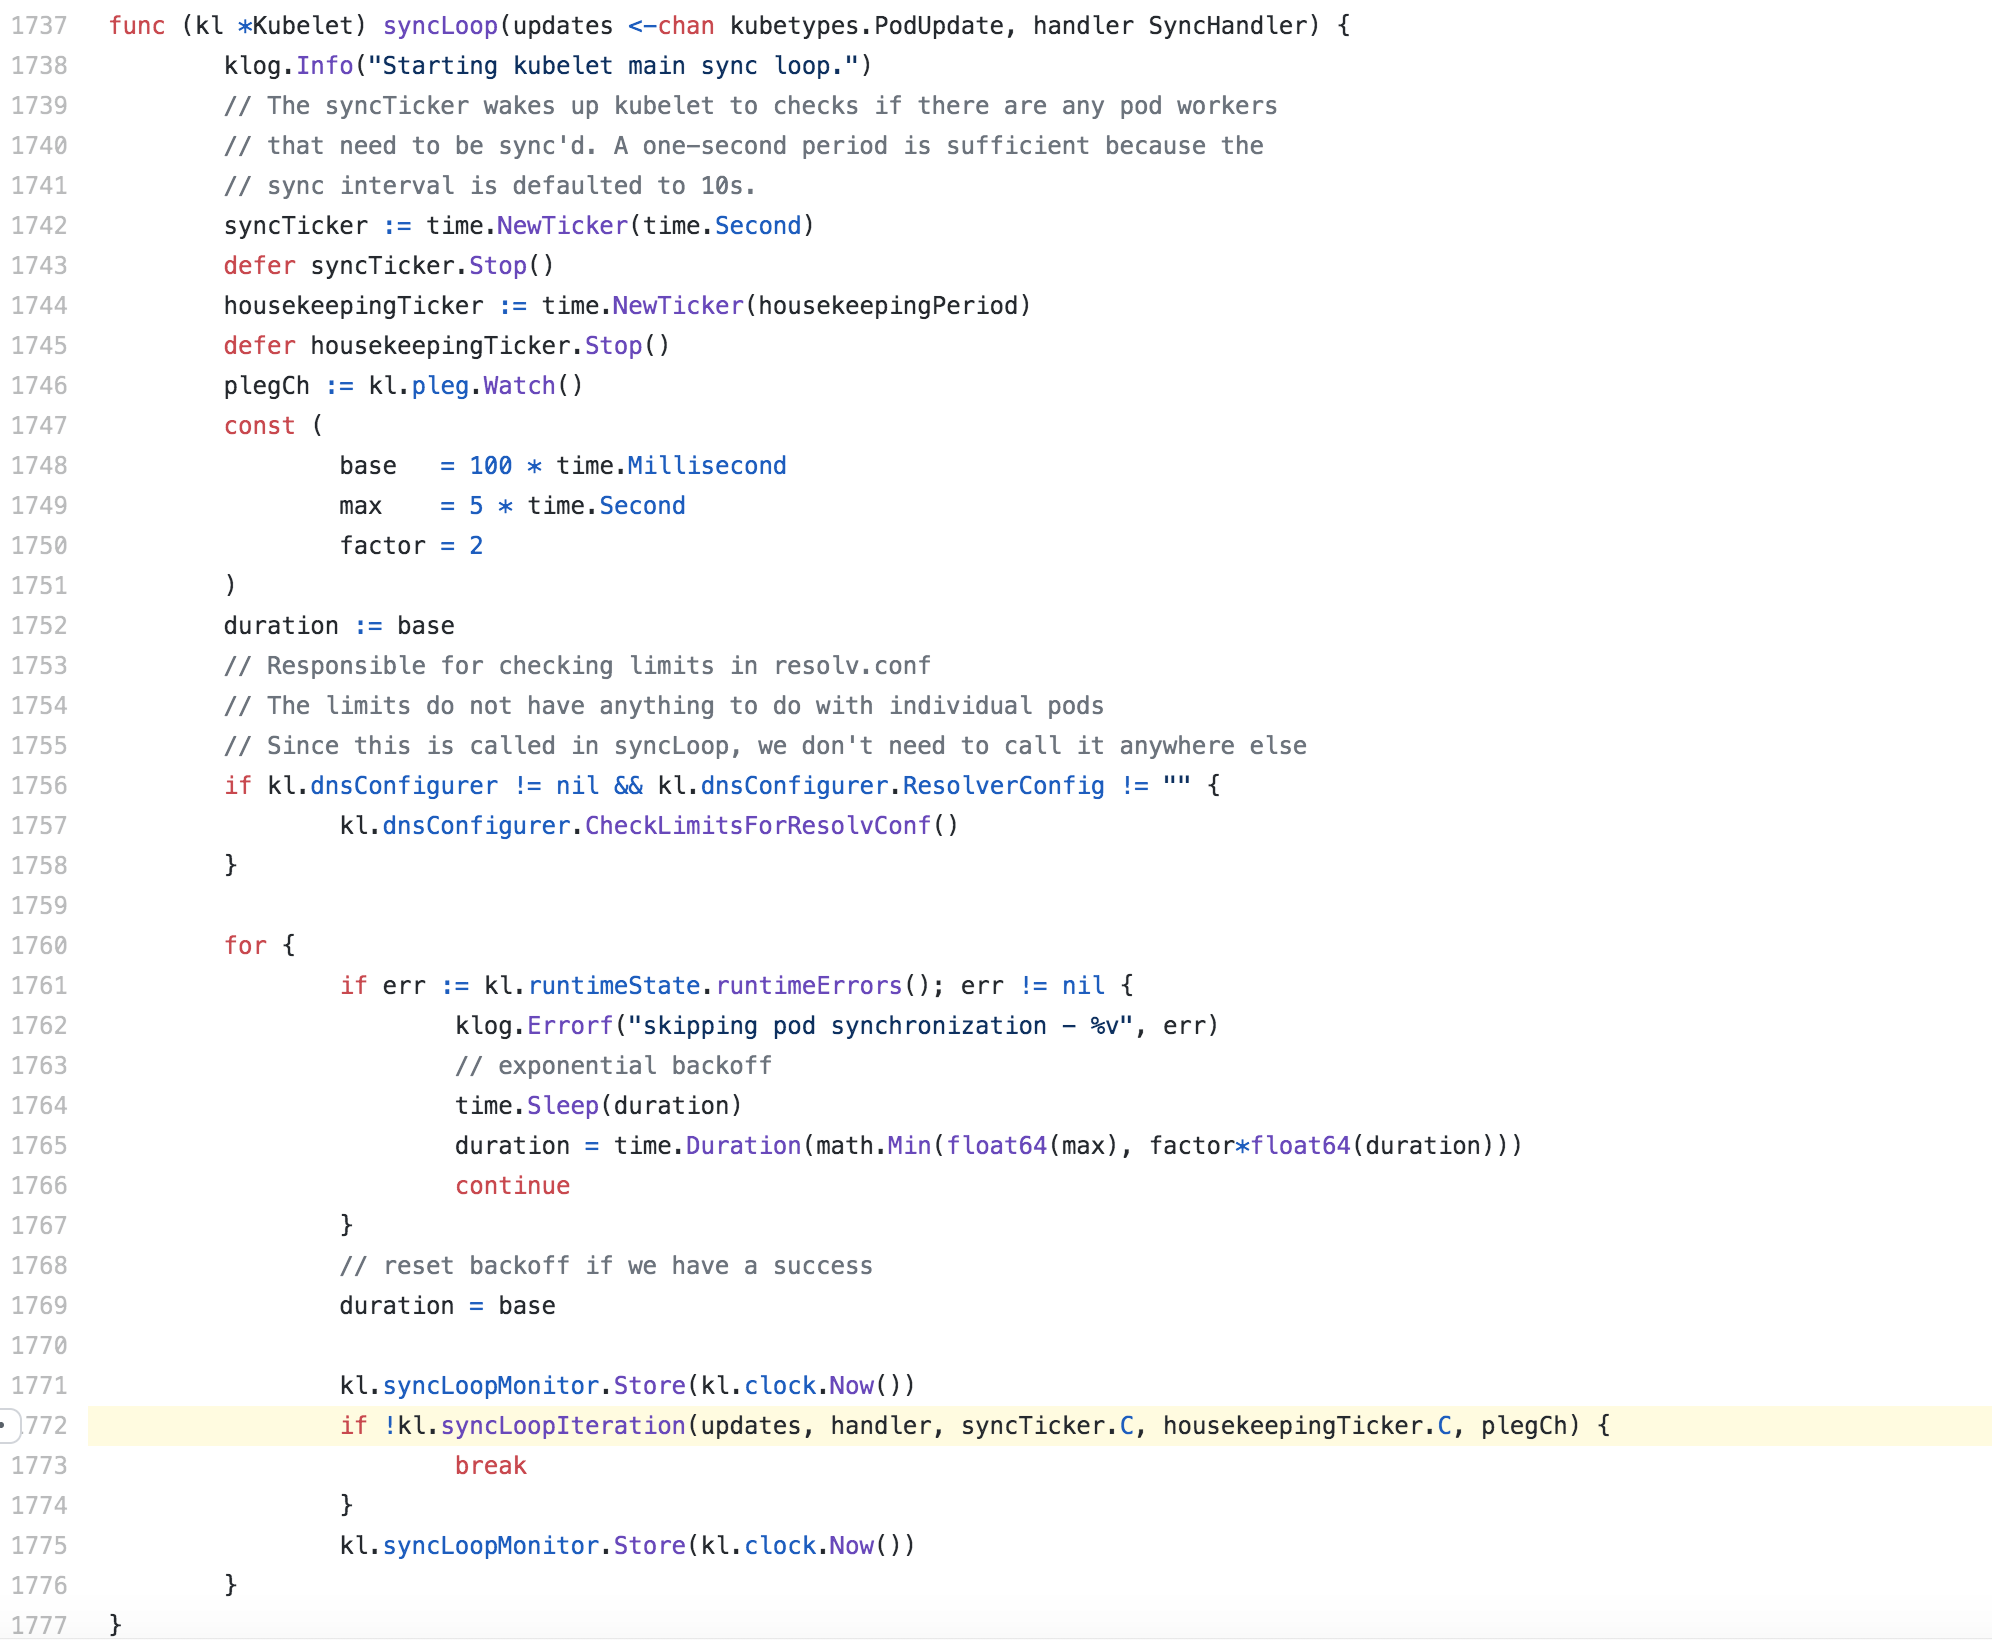 1737 func (kl *Kubelet) syncLoop(updates <-chan kubetypes.PodUpdate, handler SyncHandler) {
1738 klog.Info("Starting kubelet main sync loop.")
1739 // The syncTicker wakes up kubelet to checks if there are any pod workers
1740 // that need to be sync'd. A one-second period is sufficient because the
1741 // sync interval is defaulted to 10s.
1742 syncTicker := time.NewTicker(time.Second)
1743 defer syncTicker.Stop()
1744 housekeepingTicker := time.NewTicker(housekeepingPeriod)
1745 defer housekeepingTicker.Stop()
1746 plegCh := kl.pleg.Watch()
1747 const (
1748 base   = 100 * time.Millisecond
1749 max    = 5 * time.Second
1750 factor = 2
1751 )
1752 duration := base
1753 // Responsible for checking limits in resolv.conf
1754 // The limits do not have anything to do with individual pods
1755 // Since this is called in syncLoop, we don't need to call it anywhere else
1756 if kl.dnsConfigurer != nil && kl.dnsConfigurer.ResolverConfig != "" {
1757 kl.dnsConfigurer.CheckLimitsForResolvConf()
1758 }
1759
1760 for {
1761 if err := kl.runtimeState.runtimeErrors(); err != nil {
1762 klog.Errorf("skipping pod synchronization - %v", err)
1763 // exponential backoff
1764 time.Sleep(duration)
1765 duration = time.Duration(math.Min(float64(max), factor*float64(duration)))
1766 continue
1767 }
1768 // reset backoff if we have a success
1769 duration = base
1770
1771 kl.syncLoopMonitor.Store(kl.clock.Now())
772 if !kl.syncLoopIteration(updates, handler, syncTicker.C, housekeepingTicker.C, plegCh) {
1773 break
1774 }
1775 kl.syncLoopMonitor.Store(kl.clock.Now())
1776 }
1777 }